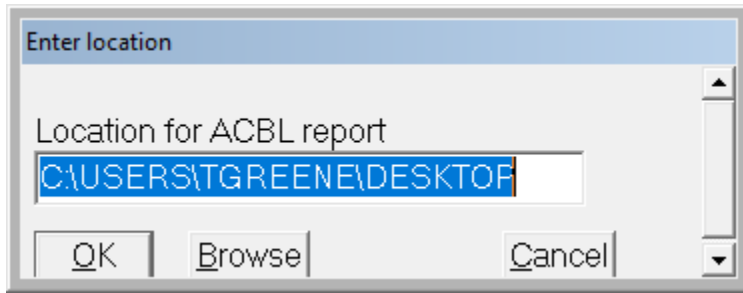 Enter location
Location for ACBL report
C:\USERS\TGREENE\DESKTOP
OK Browse Cancel